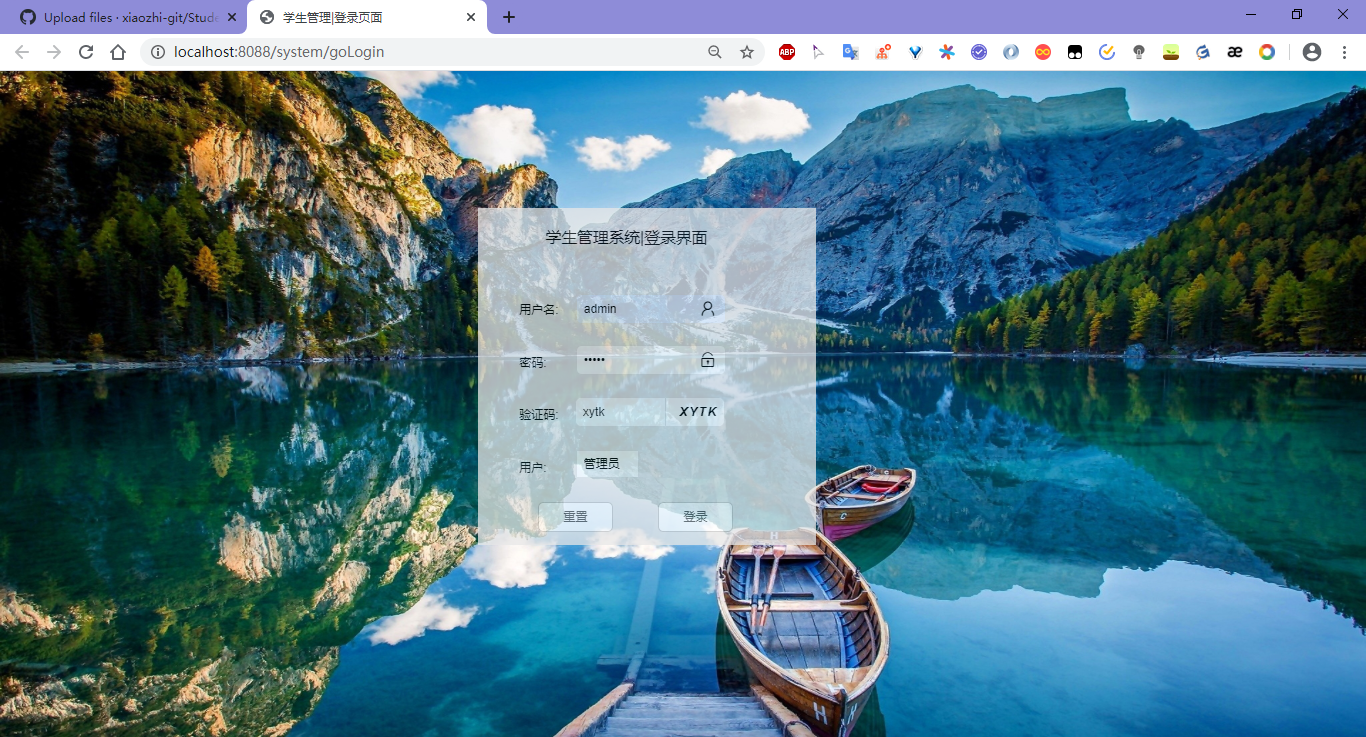 Upload files · xiaozhi-git/Stude
学生管理|登录页面
localhost:8088/system/goLogin
ABP
学生管理系统|登录界面
用户名: admin
密码: •••••
验证码: xytk XYTK
用户: 管理员
重置 登录
C
H
H